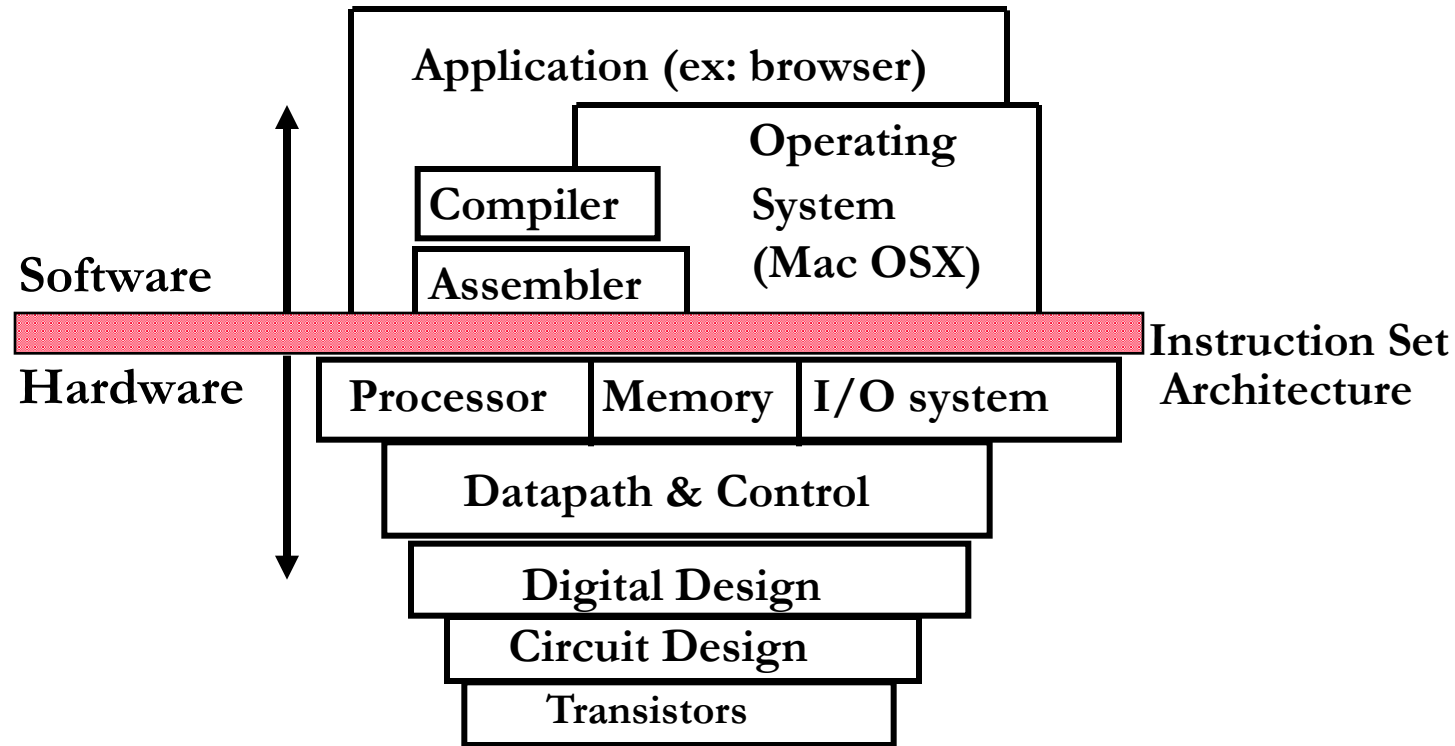 Application (ex: browser)
Operating
System
(Mac OSX)
Compiler
Assembler
Software
Instruction Set
Architecture
Hardware
Processor
Memory
I/O system
Datapath & Control
Digital Design
Circuit Design
Transistors